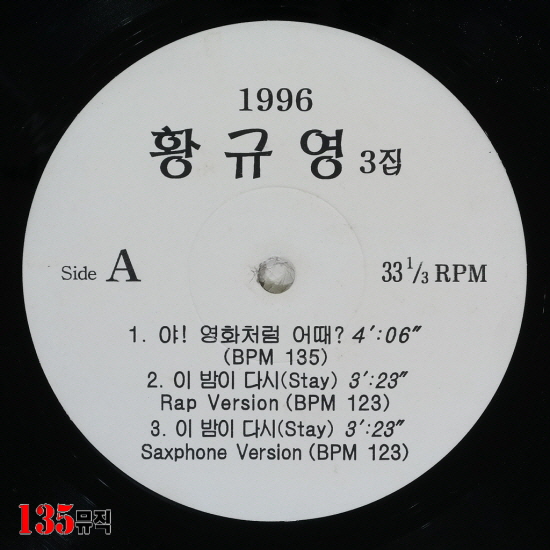 1996
황규영 3집
Side A
33 1/3 RPM
1. 야! 영화처럼 어때? 4':06"
(BPM 135)
2. 이 밤이 다시(Stay) 3':23"
Rap Version (BPM 123)
3. 이 밤이 다시(Stay) 3':23"
Saxphone Version (BPM 123)
135뮤직